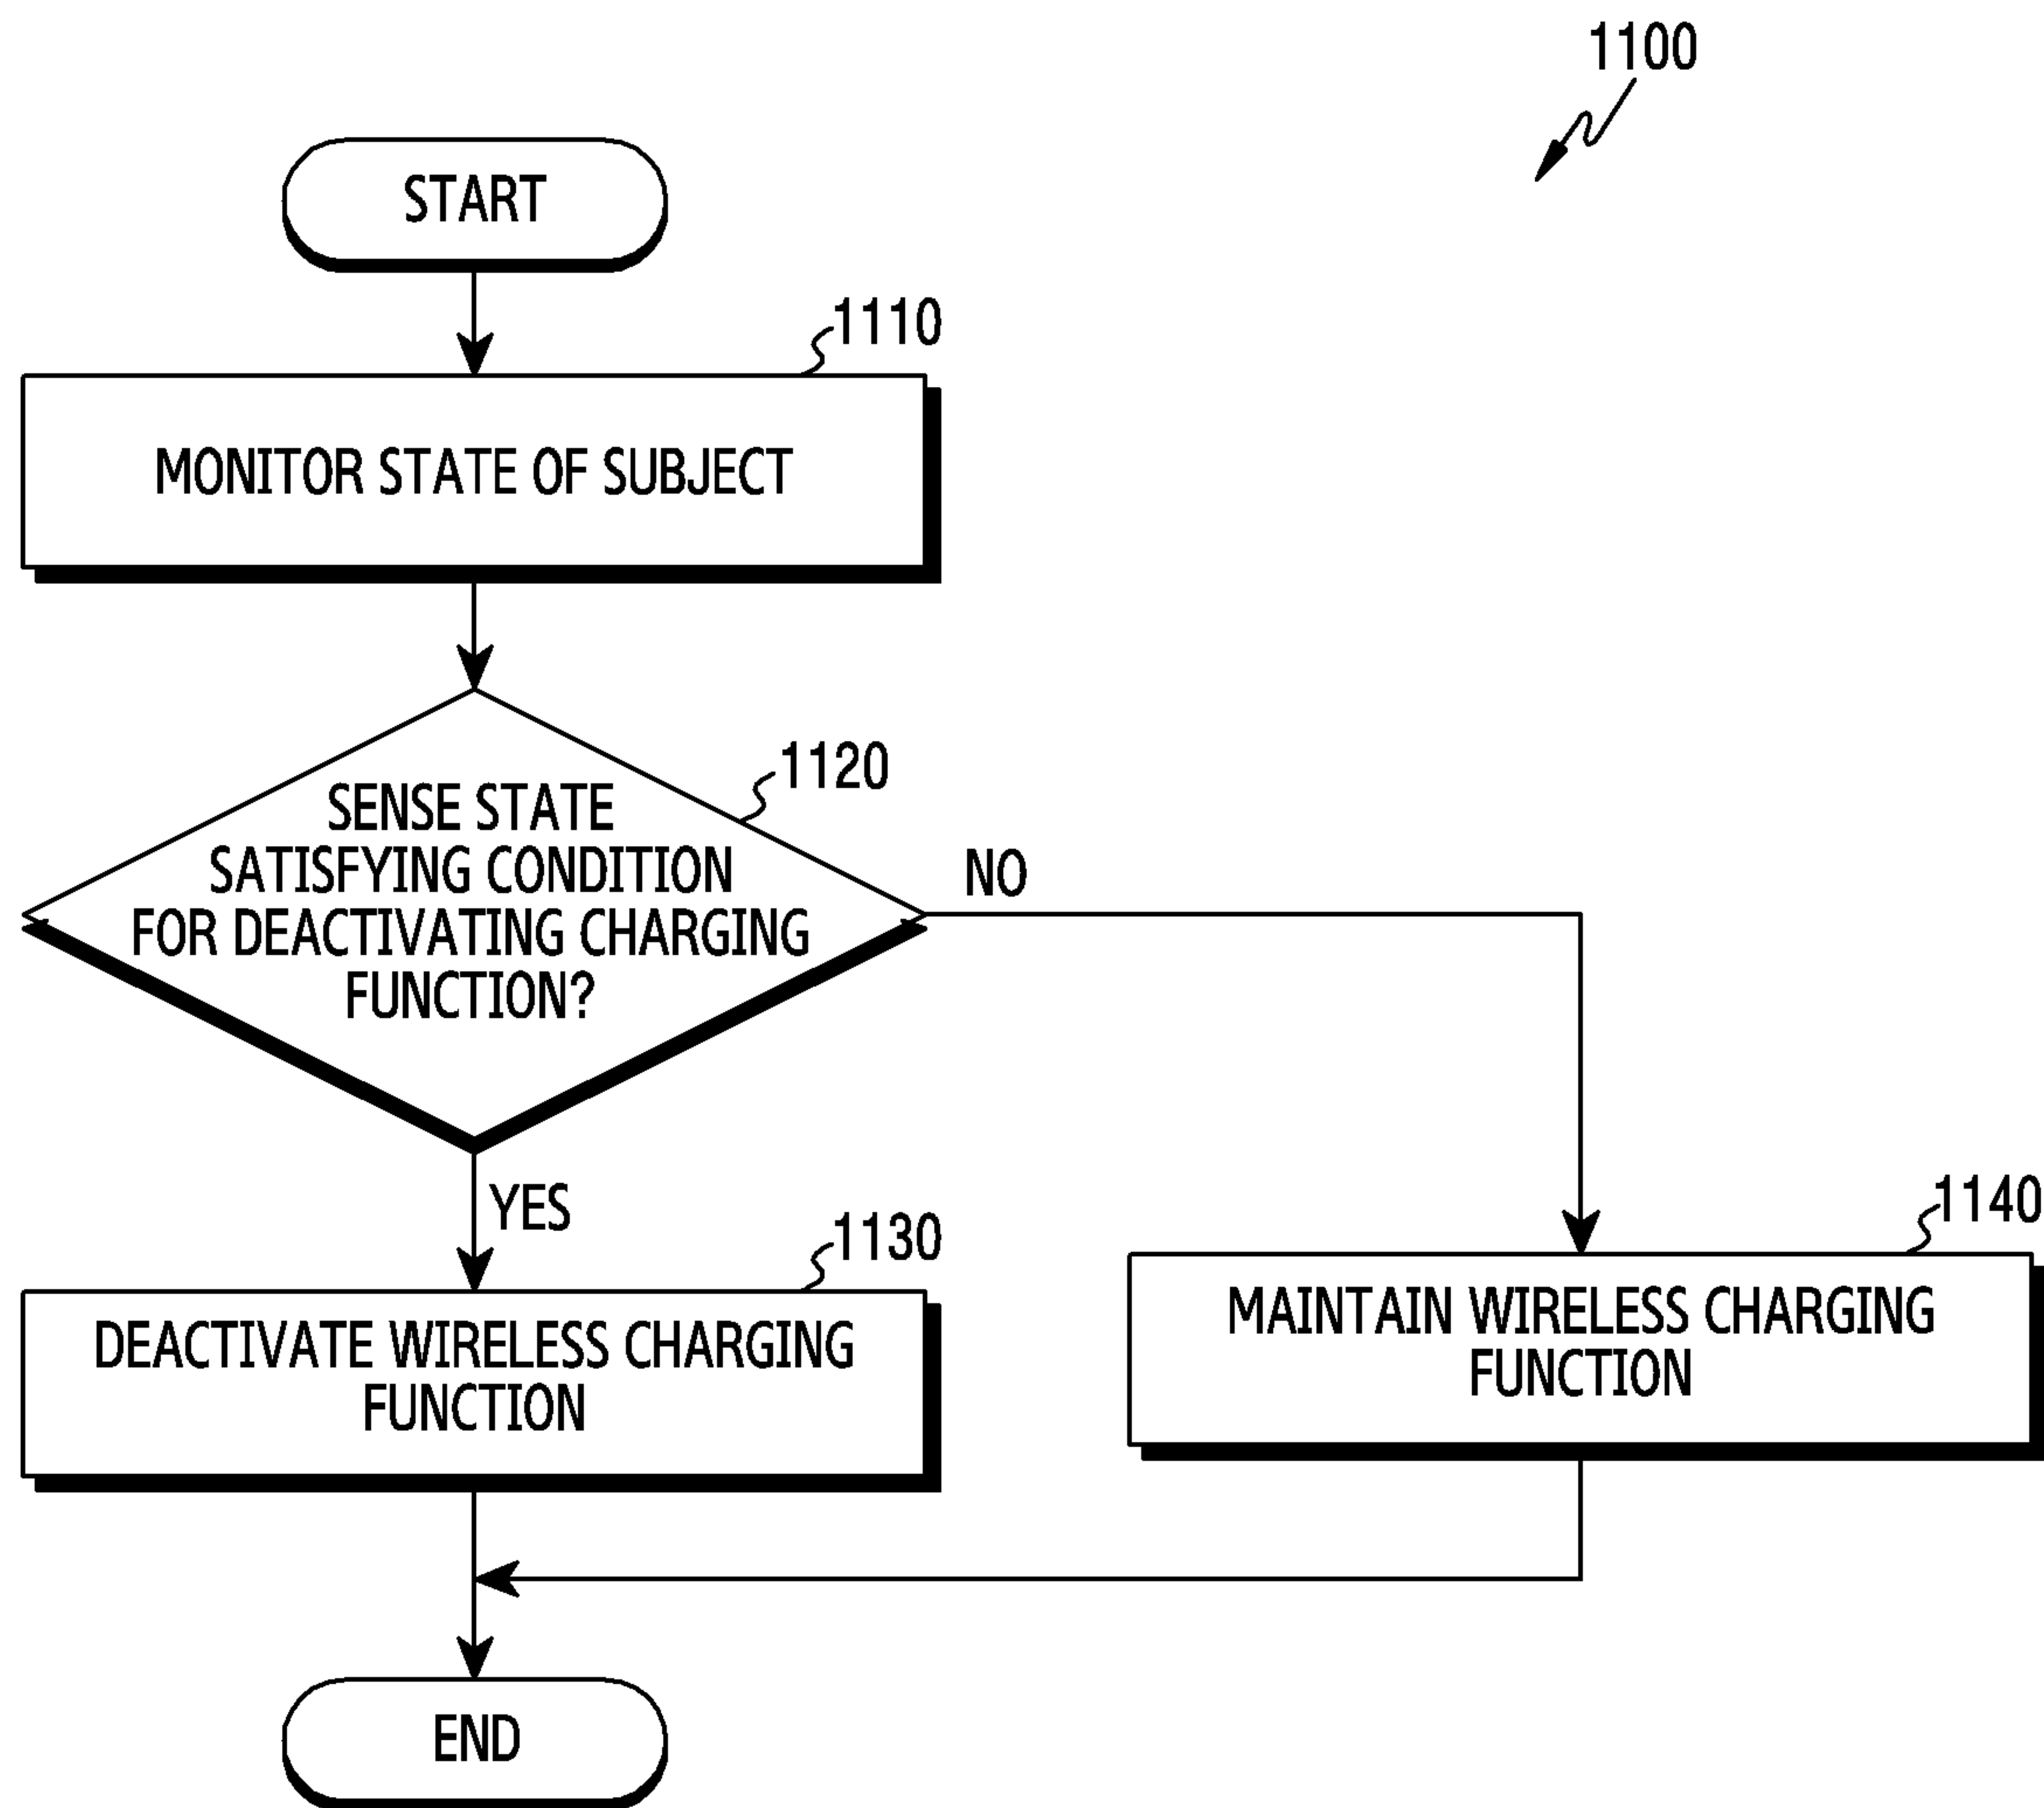 1100
START
1110
MONITOR STATE OF SUBJECT
1120
SENSE STATE
SATISFYING CONDITION
FOR DEACTIVATING CHARGING
FUNCTION?
NO
YES
1130
DEACTIVATE WIRELESS CHARGING
FUNCTION
1140
MAINTAIN WIRELESS CHARGING
FUNCTION
END